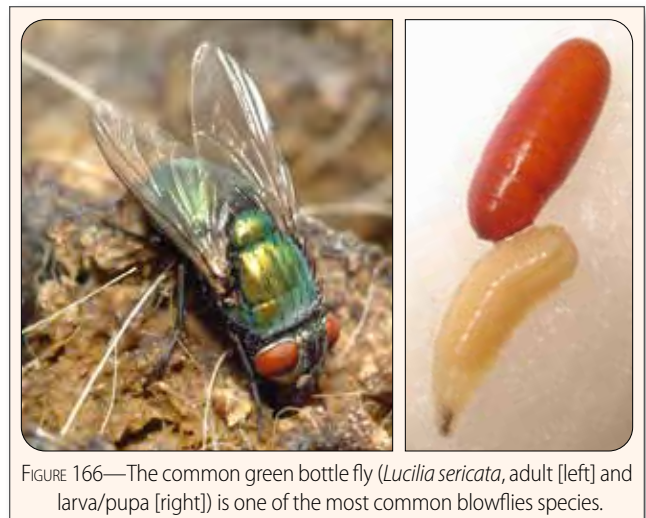 FIGURE 166—The common green bottle fly (Lucilia sericata, adult [left] and
larva/pupa [right]) is one of the most common blowflies species.